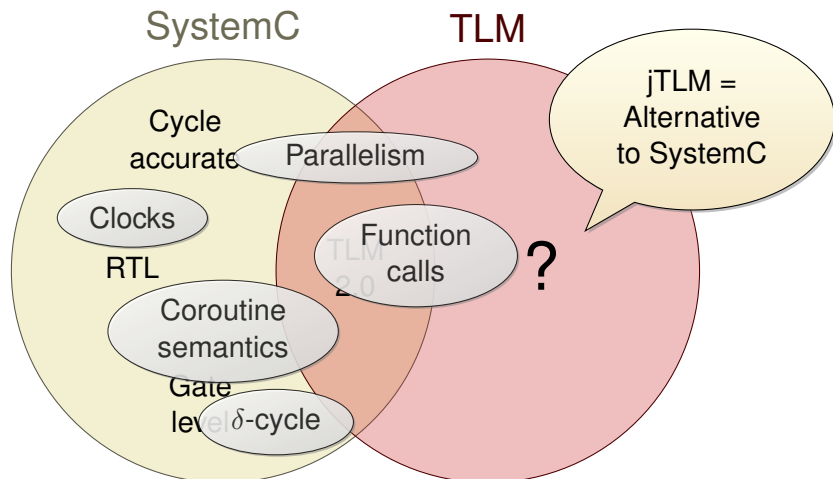 SystemC
TLM
jTLM =
Alternative
to SystemC
Cycle
accurate
Parallelism
Clocks
Function
calls
TLM
2.0
?
RTL
Coroutine
semantics
Gate
level
δ-cycle